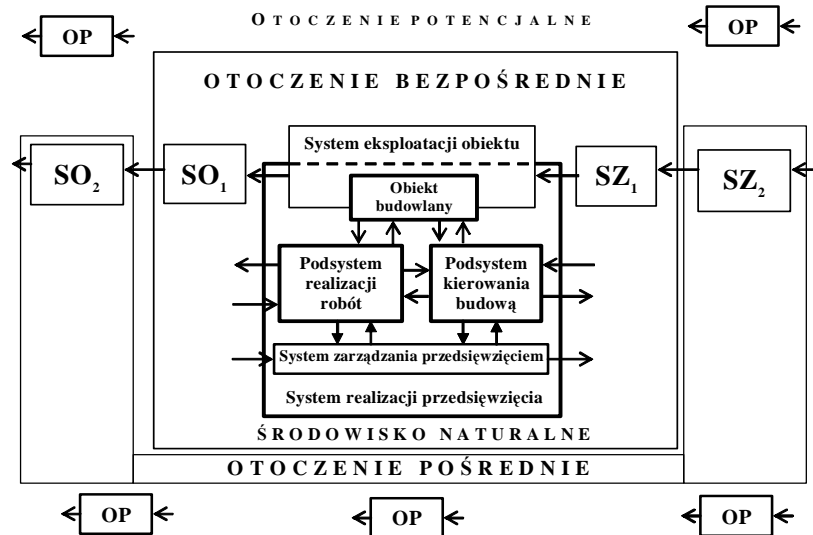 OTOCZENIE POTENCJALNE
OP
OP
OTOCZENIE BEZPOŚREDNIE
System eksploatacji obiektu
SO₂
SO₁
SZ₁
SZ₂
Obiekt
budowlany
Podsystem
realizacji
robót
Podsystem
kierowania
budową
System zarządzania przedsięwzięciem
System realizacji przedsięwzięcia
ŚRODOWISKO NATURALNE
OTOCZENIE POŚREDNIE
OP
OP
OP